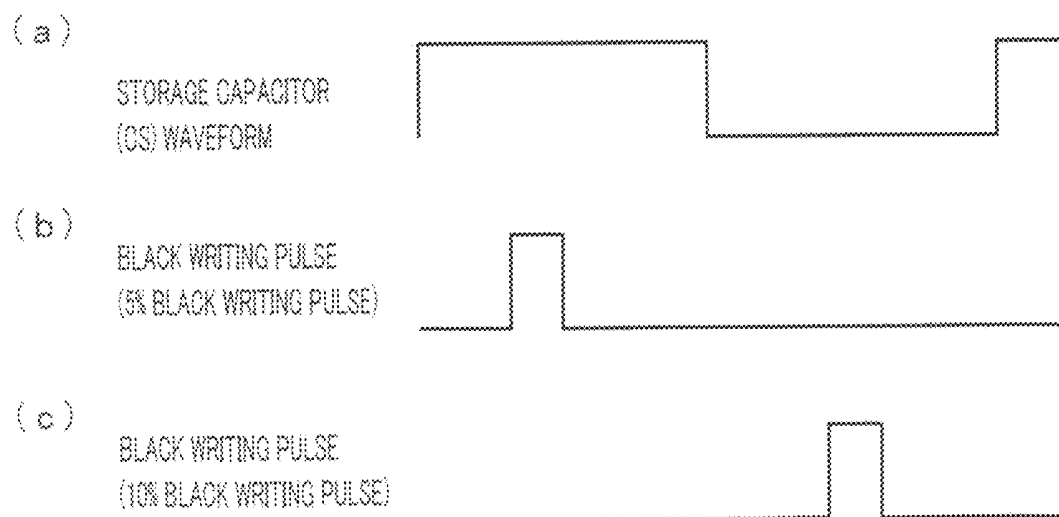 (a)
STORAGE CAPACITOR
(CS) WAVEFORM
(b)
BLACK WRITING PULSE
(5% BLACK WRITING PULSE)
(c)
BLACK WRITING PULSE
(10% BLACK WRITING PULSE)